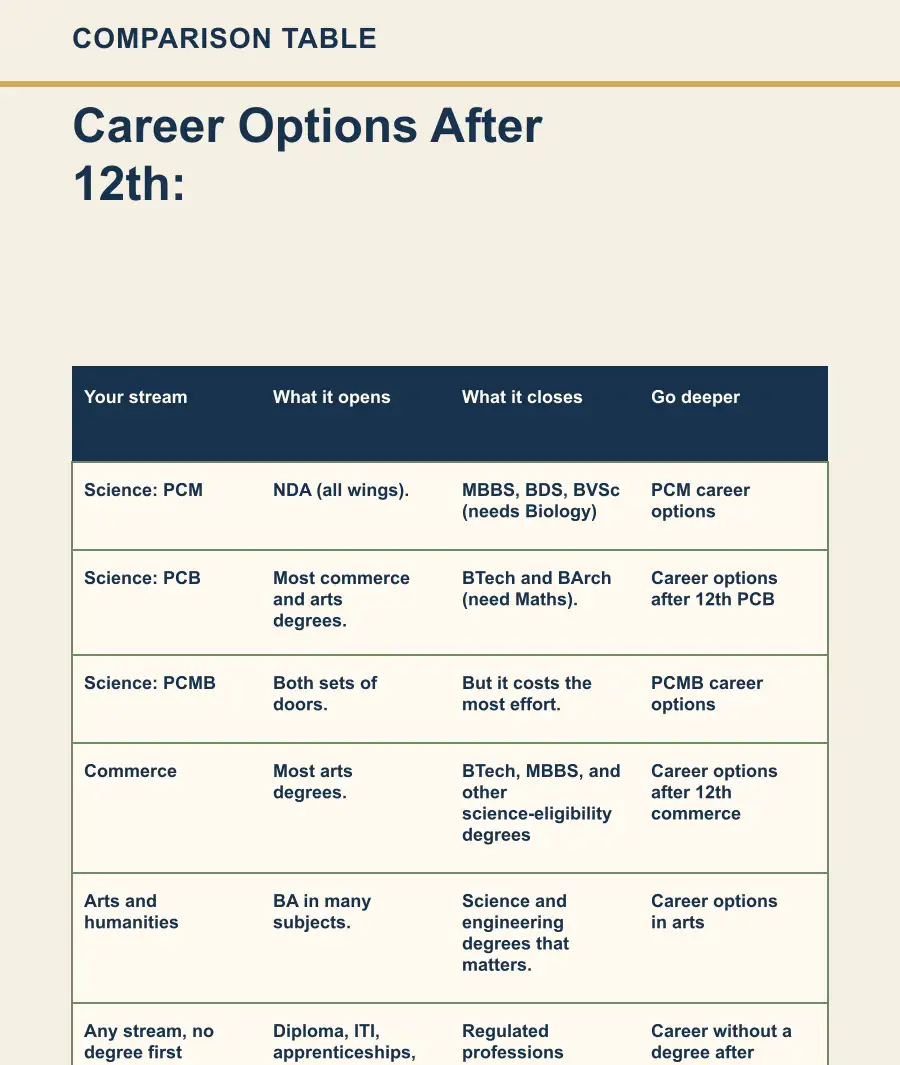 COMPARISON TABLE
Career Options After
12th:
Your stream
What it opens
What it closes
Go deeper
Science: PCM
NDA (all wings).
MBBS, BDS, BVSc
(needs Biology)
PCM career
options
Science: PCB
Most commerce
and arts
degrees.
BTech and BArch
(need Maths).
Career options
after 12th PCB
Science: PCMB
Both sets of
doors.
But it costs the
most effort.
PCMB career
options
Commerce
Most arts
degrees.
BTech, MBBS, and
other
science-eligibility
degrees
Career options
after 12th
commerce
Arts and
humanities
BA in many
subjects.
Science and
engineering
degrees that
matters.
Career options
in arts
Any stream, no
degree first
Diploma, ITI,
apprenticeships,
Regulated
professions
Career without a
degree after